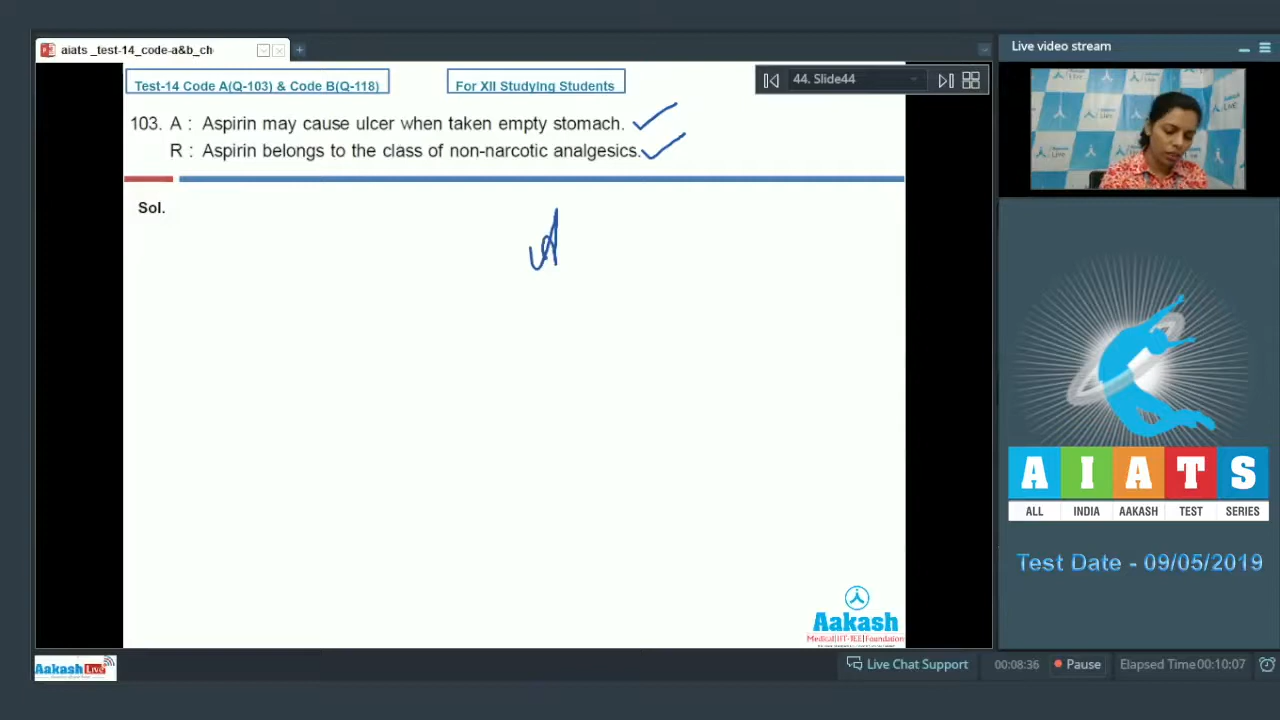 aiats _test-14_code-a&b_ch
Live video stream
44. Slide44
Test-14 Code A(Q-103) & Code B(Q-118)
For XII Studying Students
103. A : Aspirin may cause ulcer when taken empty stomach.
R : Aspirin belongs to the class of non-narcotic analgesics.
Sol.
A I A T S
ALL INDIA AAKASH TEST SERIES
Test Date - 09/05/2019
Aakash
Medical|IIT-JEE|Foundation
Aakash Live
Live Chat Support
00:08:36
Pause
Elapsed Time 00:10:07